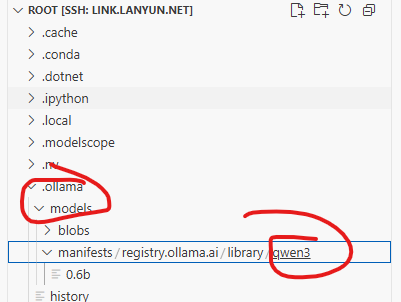 ROOT [SSH: LINK.LANYUN.NET]
.cache
.conda
.dotnet
.ipython
.local
.modelscope
.nv
.ollama
models
blobs
manifests / registry.ollama.ai / library / qwen3
0.6b
history